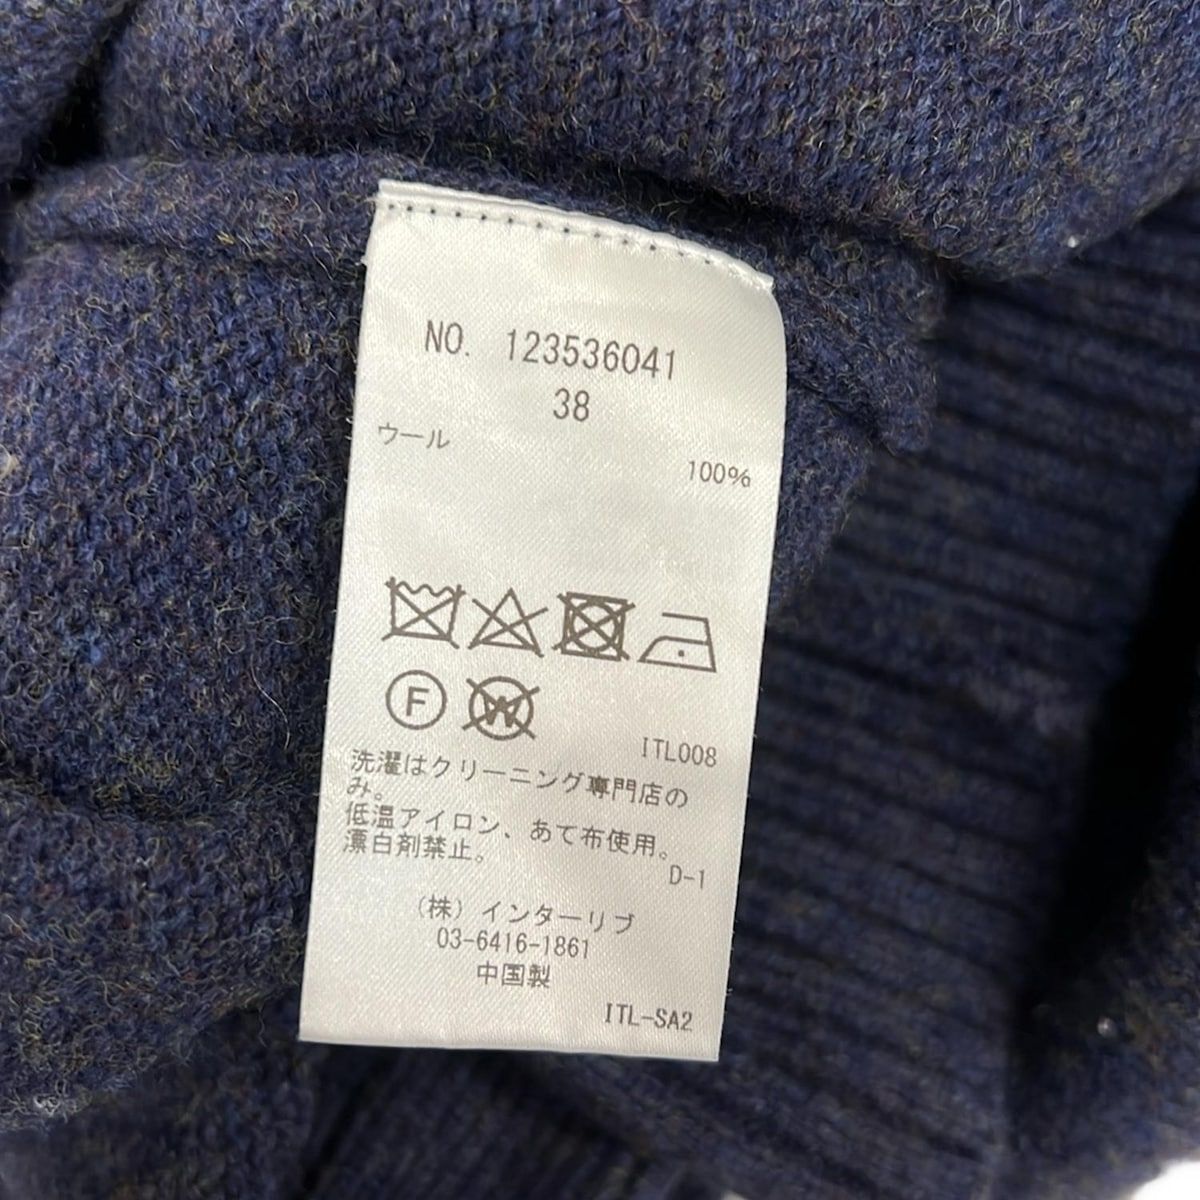 NO. 123536041
38
ウール
100%
F W
ITL008
洗濯はクリーニング専門店の
み。
低温アイロン、あて布使用。
漂白剤禁止。
D-1
（株）インターリブ
03-6416-1861
中国製
ITL-SA2